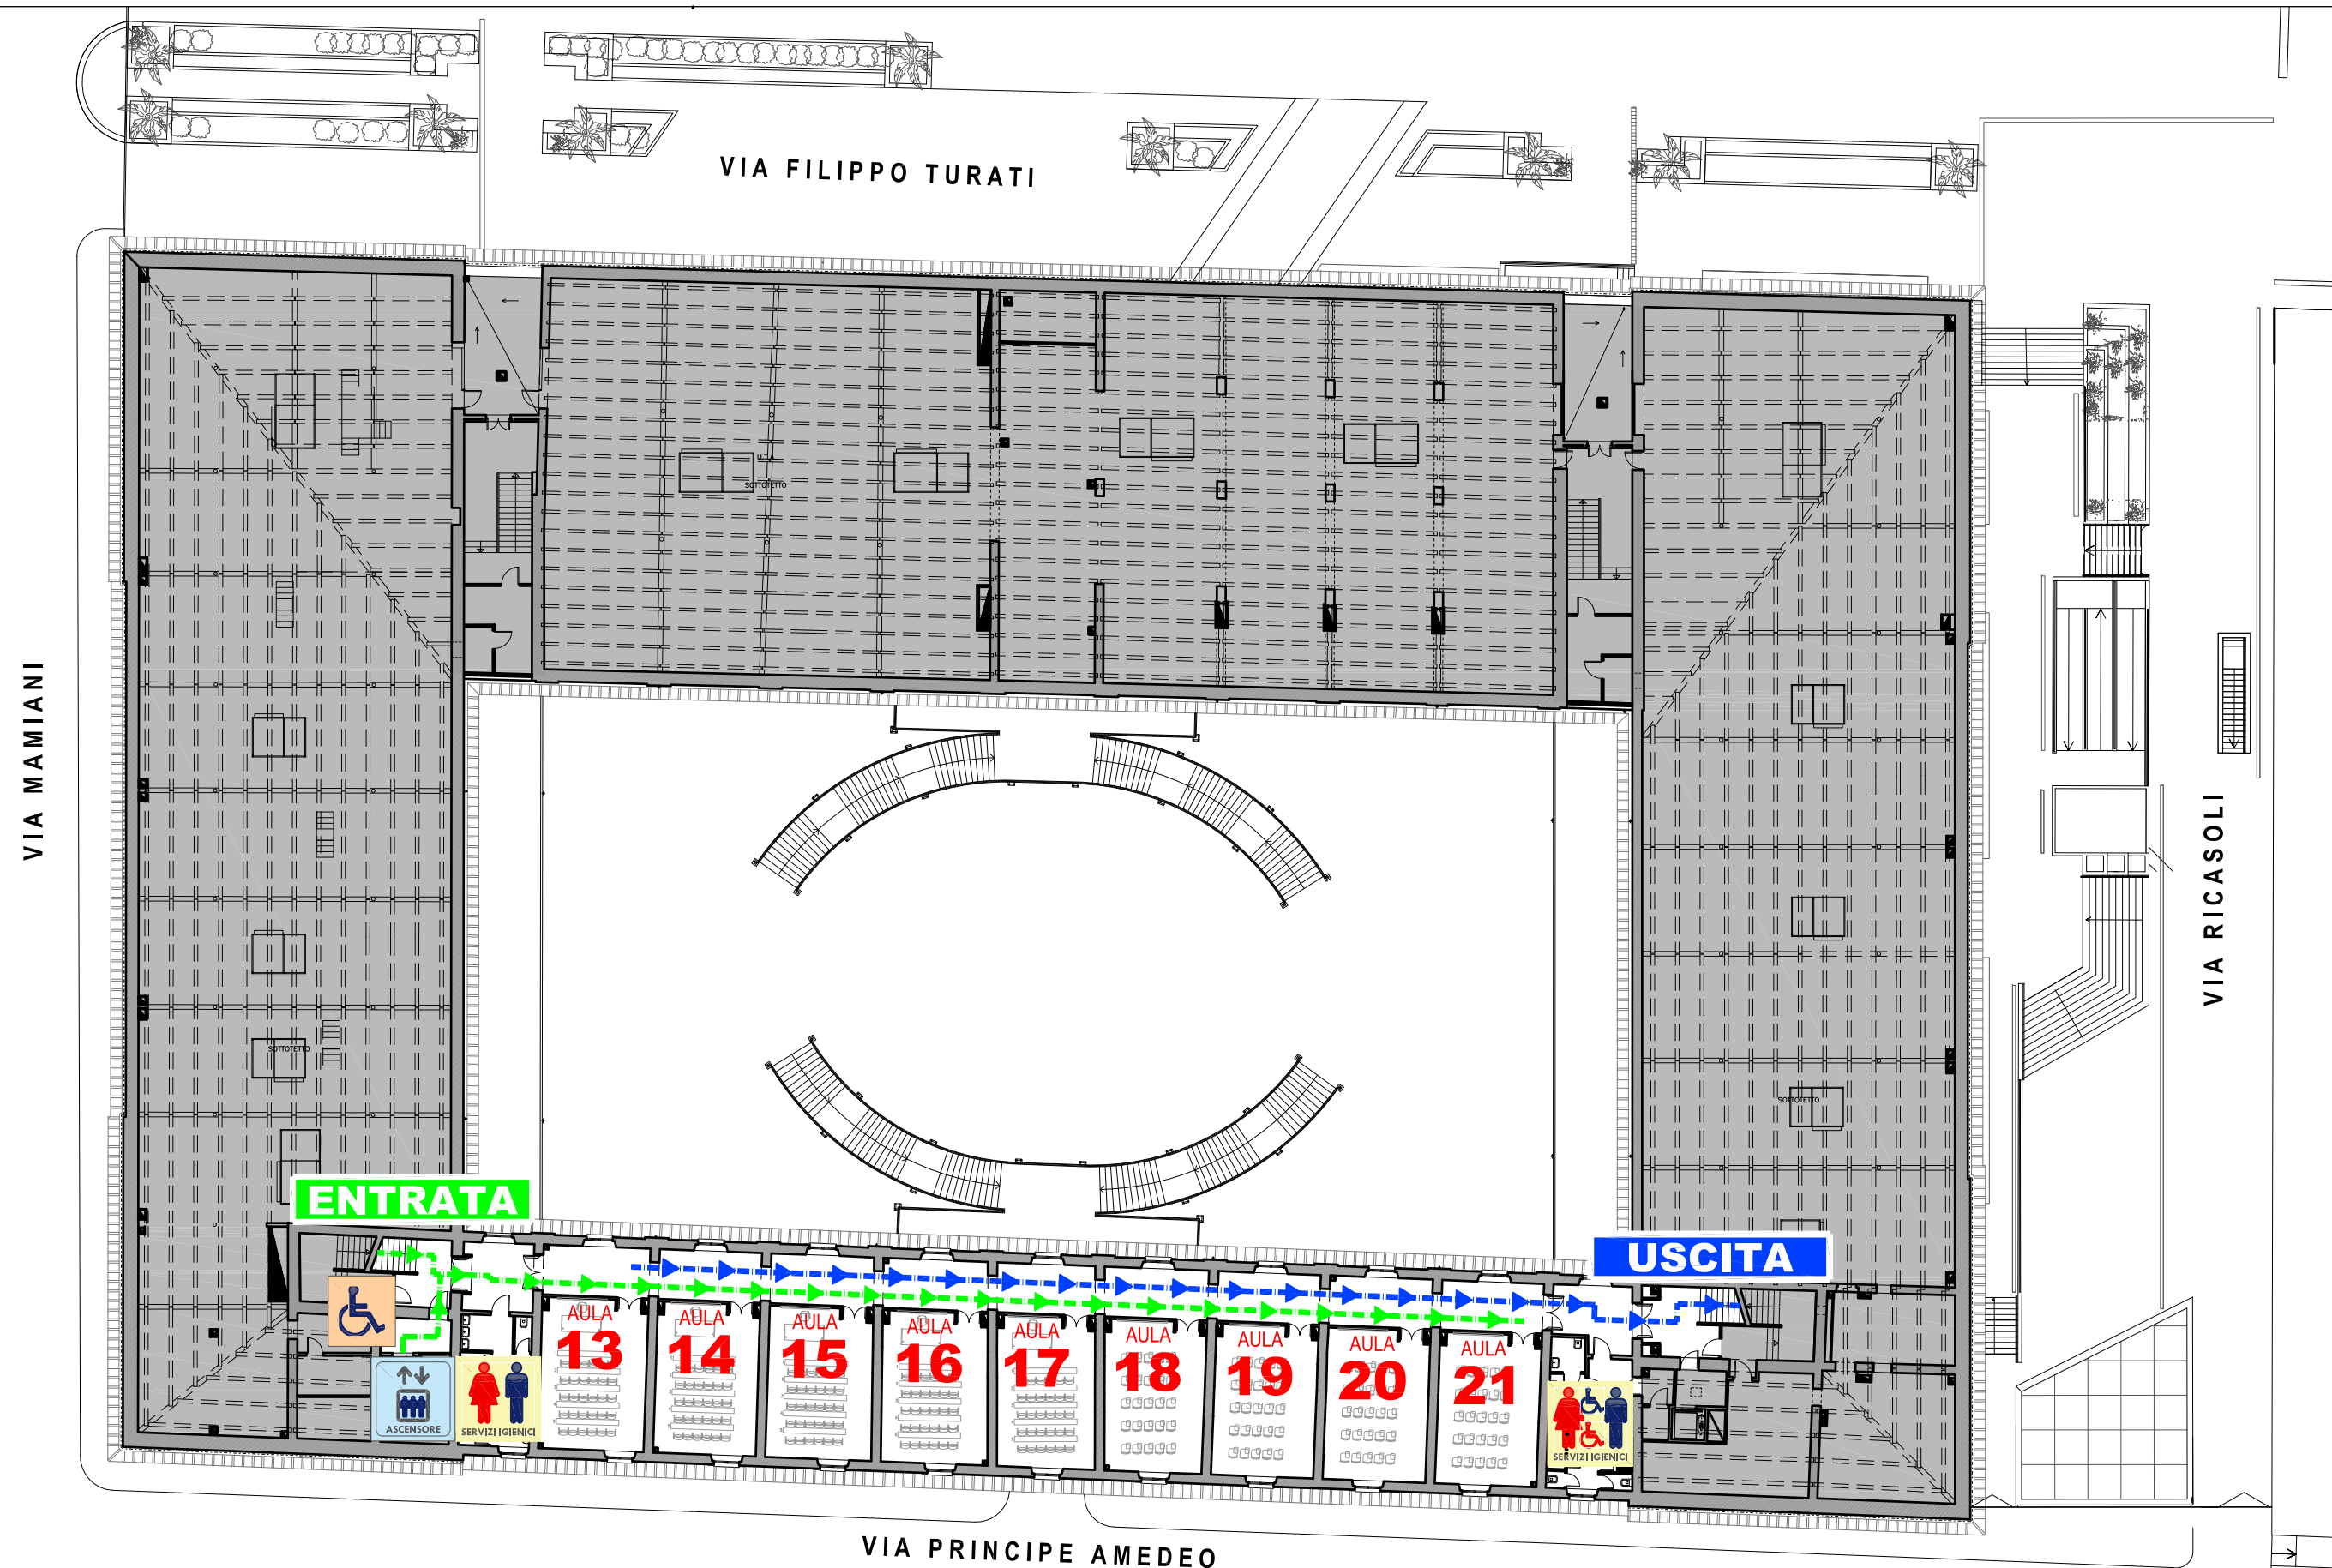 VIA FILIPPO TURATI
U.T.A.
SOTTOTETTO
VIA MAMIANI
VIA RICASOLI
SOTTOTETTO
SOTTOTETTO
ENTRATA
USCITA
AULA
13
AULA
14
AULA
15
AULA
16
AULA
17
AULA
18
AULA
19
AULA
20
AULA
21
ASCENSORE
SERVIZI IGIENICI
SERVIZI IGIENICI
VIA PRINCIPE AMEDEO